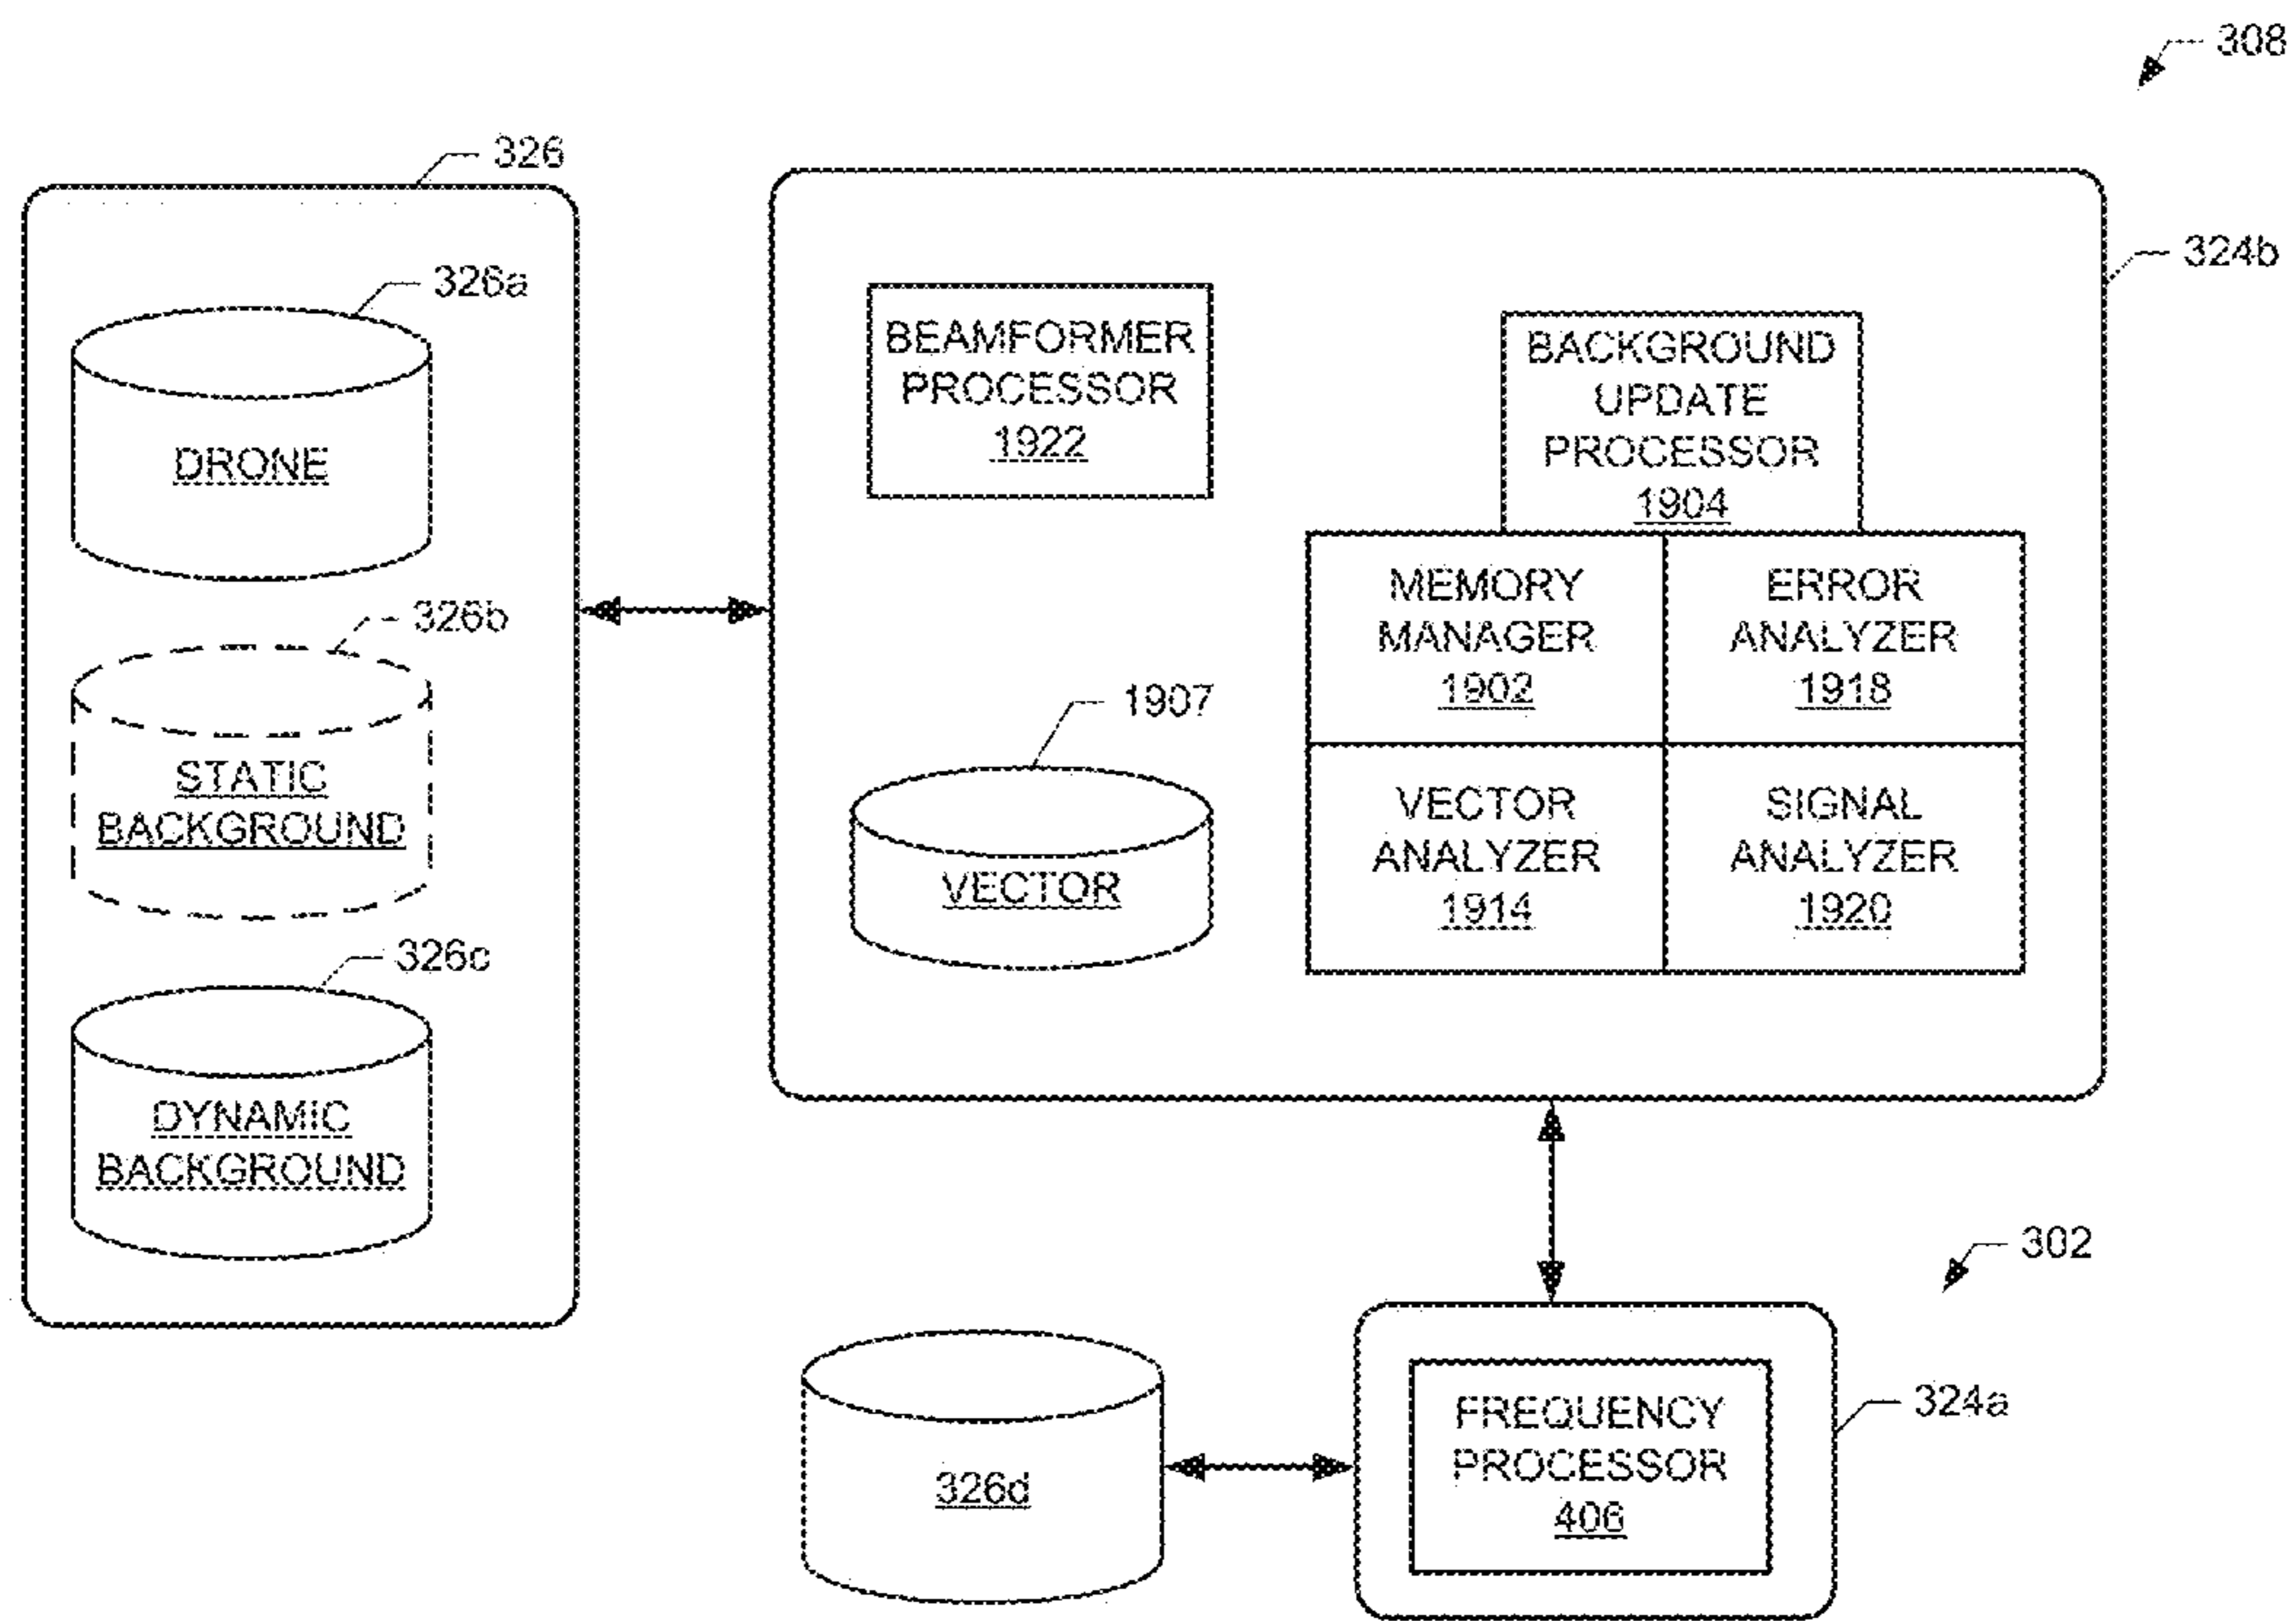 308
326
324b
326a
DRONE
326b
STATIC
BACKGROUND
326c
DYNAMIC
BACKGROUND
BEAMFORMER
PROCESSOR
1922
BACKGROUND
UPDATE
PROCESSOR
1904
MEMORY
MANAGER
1902
ERROR
ANALYZER
1918
1907
VECTOR
VECTOR
ANALYZER
1914
SIGNAL
ANALYZER
1920
302
324a
FREQUENCY
PROCESSOR
406
326d